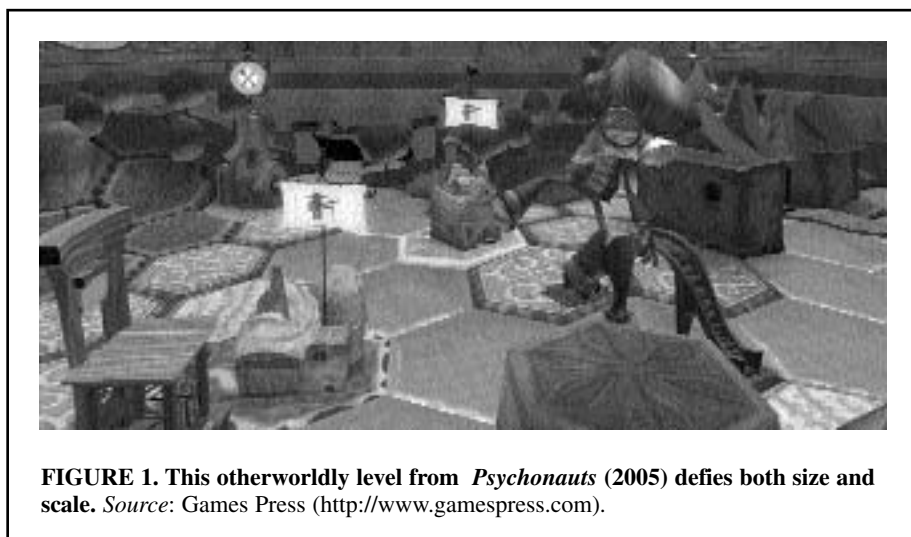 FIGURE 1. This otherworldly level from Psychonauts (2005) defies both size and
scale. Source: Games Press (http://www.gamespress.com).